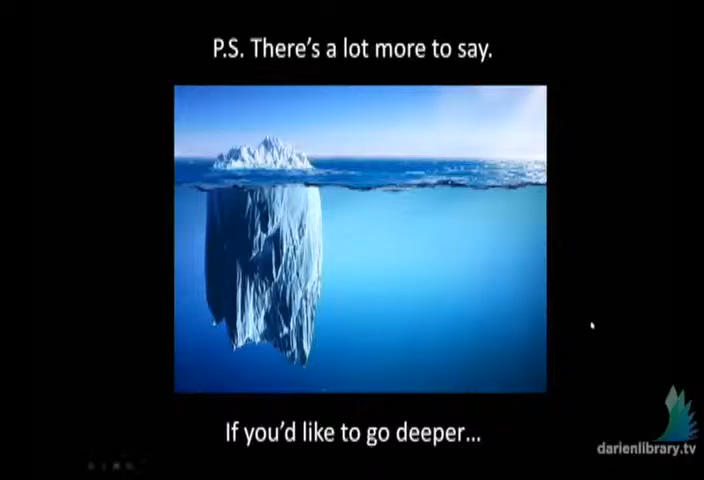 P.S. There's a lot more to say.
If you'd like to go deeper...
darienlibrary.tv